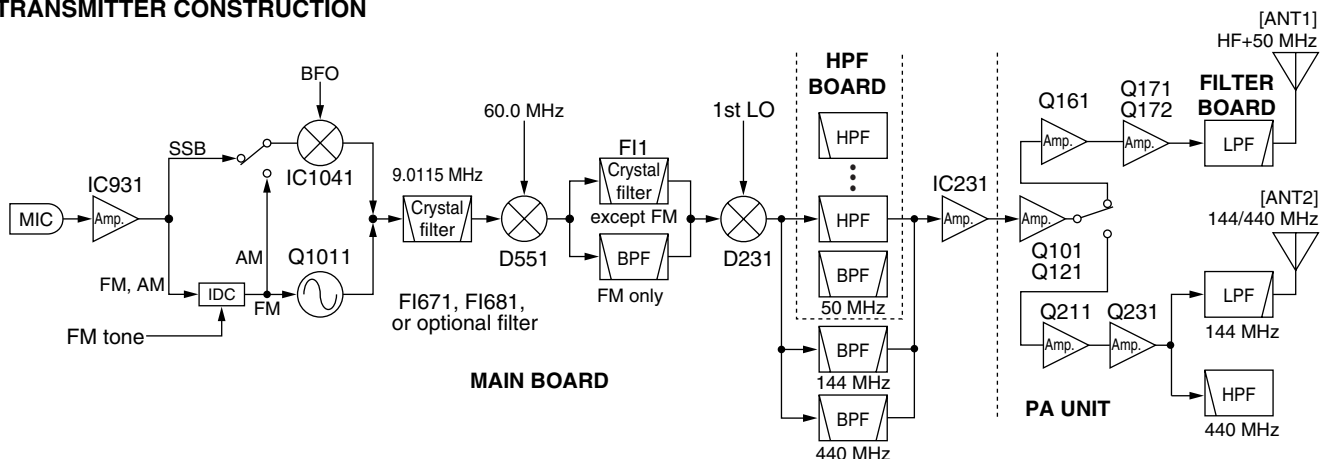 TRANSMITTER CONSTRUCTION
[ANT1]
HF+50 MHz
HPF
BOARD
BFO
60.0 MHz
1st LO
Q161
Q171
Q172
FILTER
BOARD
HPF
Amp.
Amp.
LPF
SSB
IC1041
9.0115 MHz
FI1
Crystal
filter
IC931
IC231
MIC
Amp.
Crystal
filter
except FM
HPF
Amp.
Amp.
[ANT2]
144/440 MHz
AM
Q1011
D551
BPF
D231
BPF
Q101
Q121
FM, AM
IDC
FM
FM only
50 MHz
Q211
Q231
LPF
144 MHz
FI671, FI681,
or optional filter
FM tone
BPF
144 MHz
Amp.
Amp.
MAIN BOARD
BPF
440 MHz
PA UNIT
HPF
440 MHz